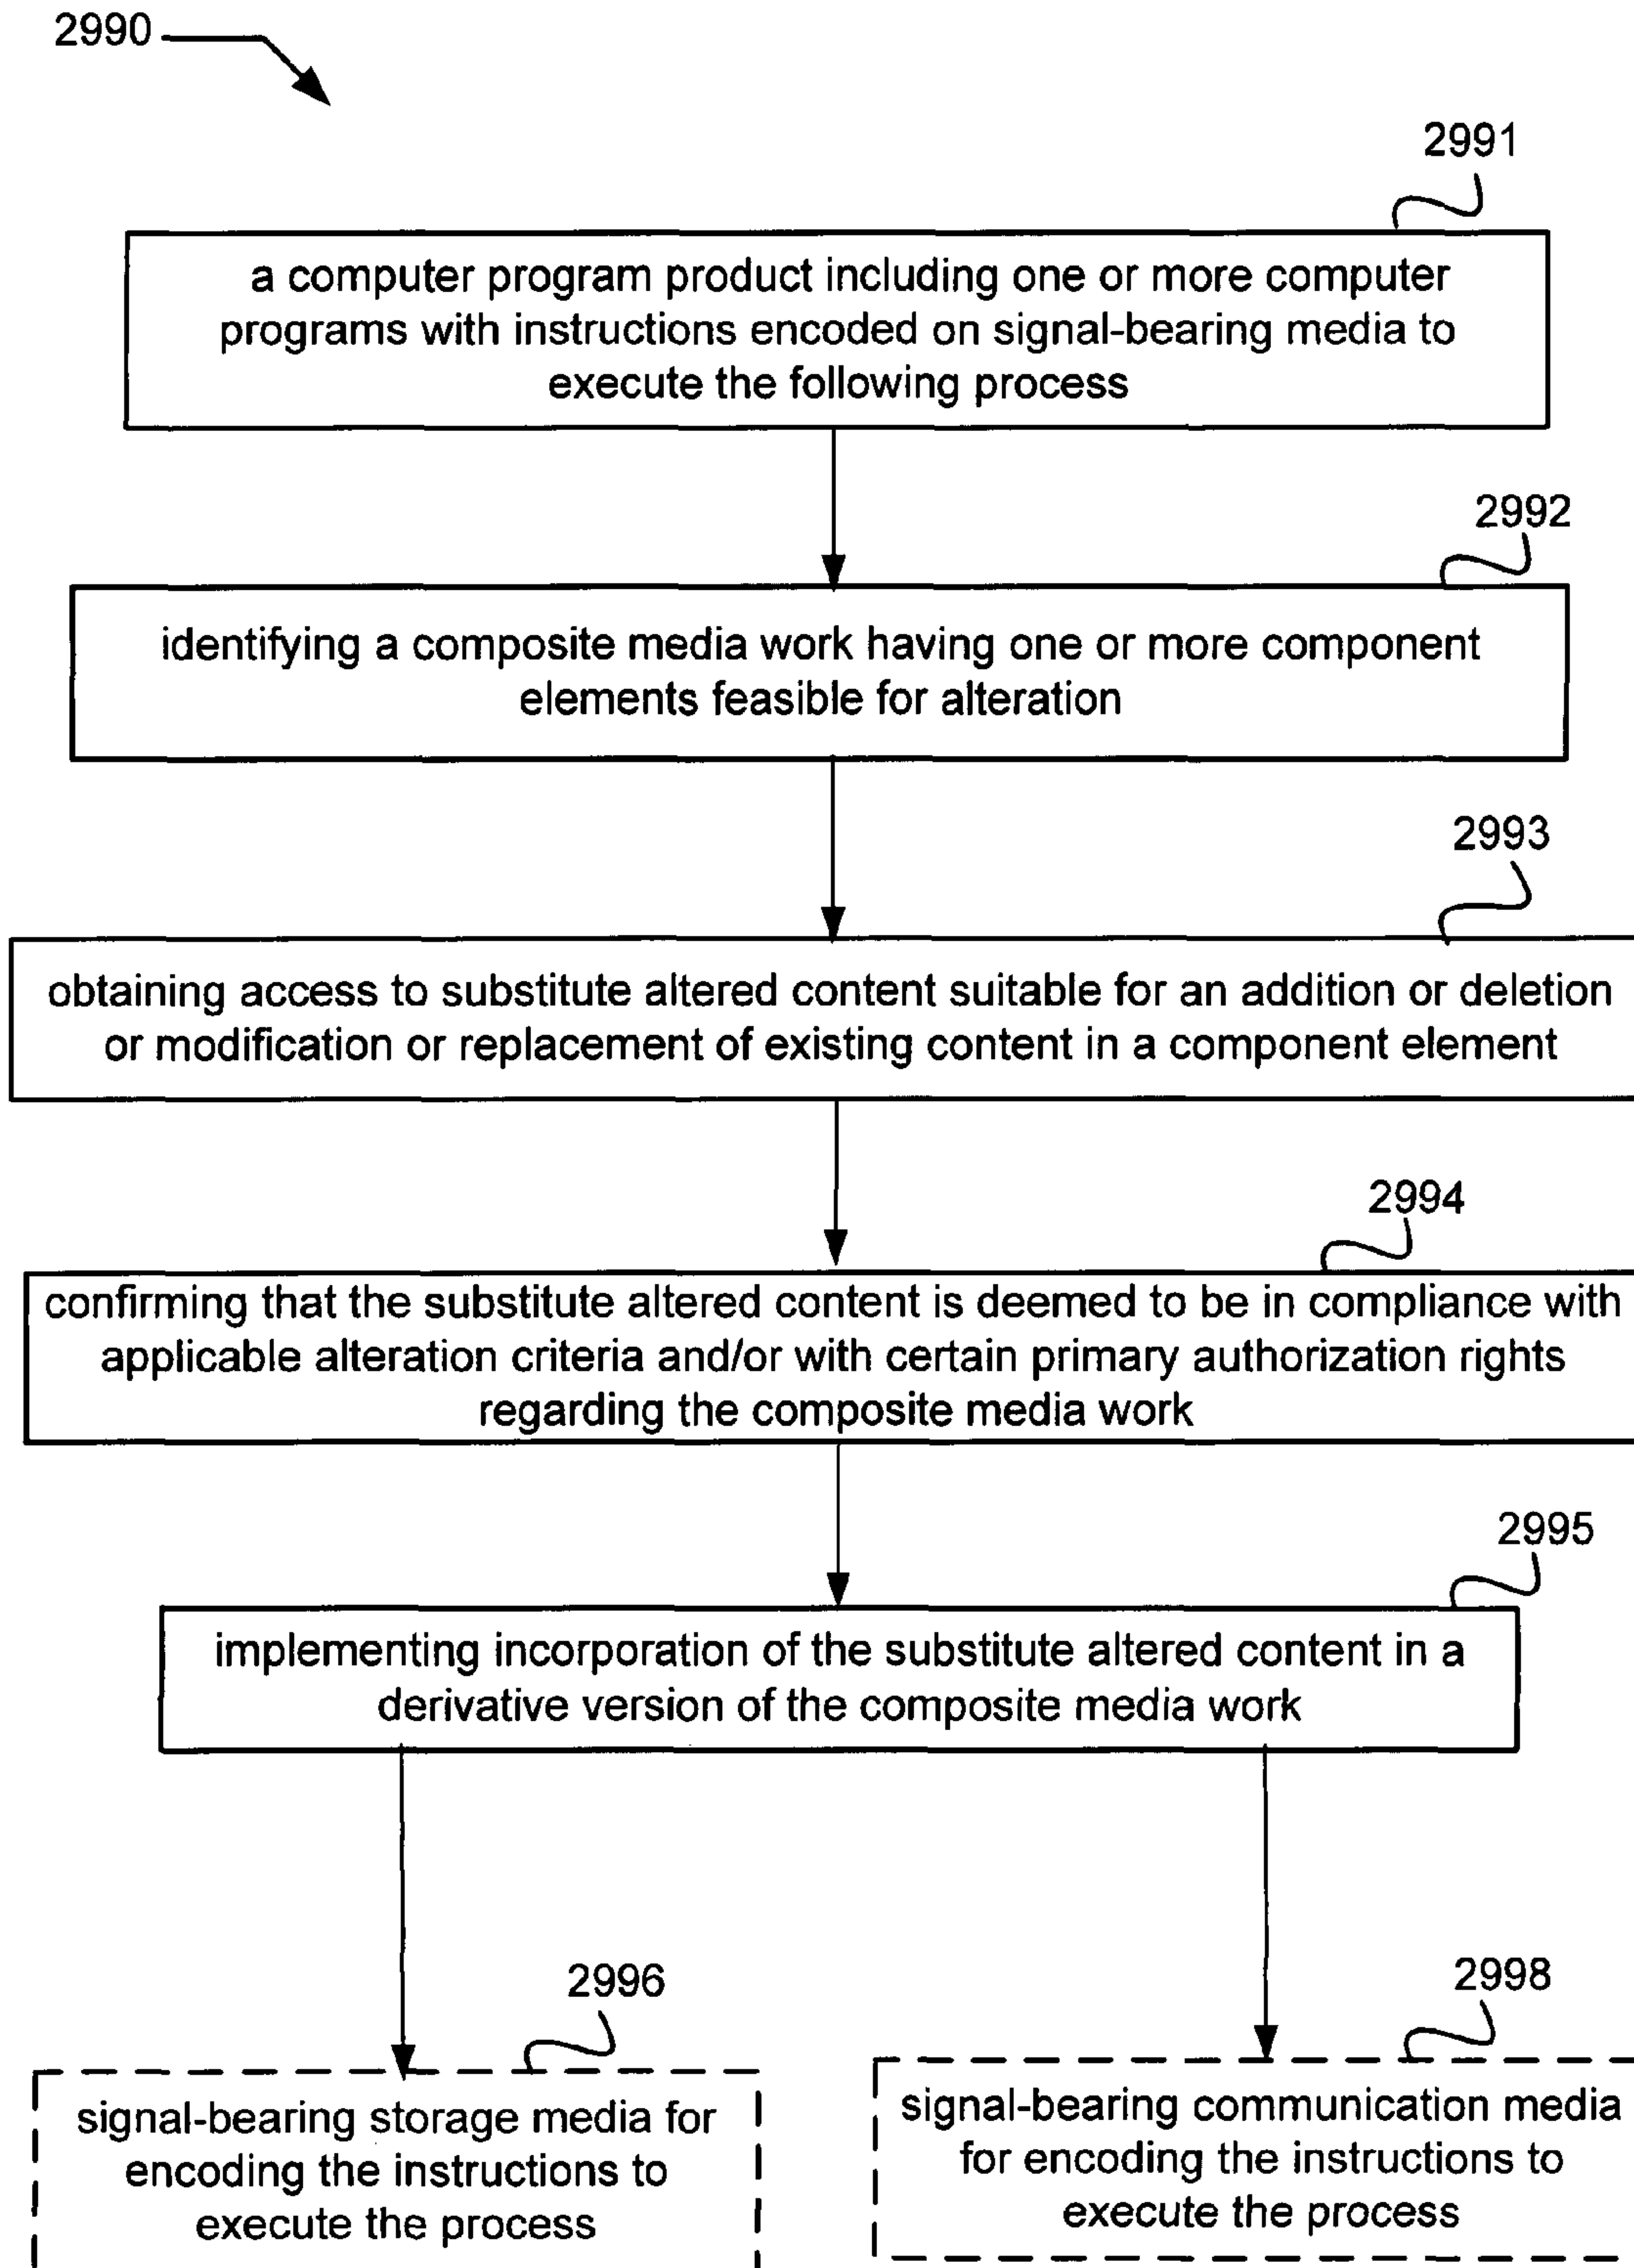 2990
2991
a computer program product including one or more computer
programs with instructions encoded on signal-bearing media to
execute the following process
2992
identifying a composite media work having one or more component
elements feasible for alteration
2993
obtaining access to substitute altered content suitable for an addition or deletion
or modification or replacement of existing content in a component element
2994
confirming that the substitute altered content is deemed to be in compliance with
applicable alteration criteria and/or with certain primary authorization rights
regarding the composite media work
2995
implementing incorporation of the substitute altered content in a
derivative version of the composite media work
2996
signal-bearing storage media for
encoding the instructions to
execute the process
2998
signal-bearing communication media
for encoding the instructions to
execute the process